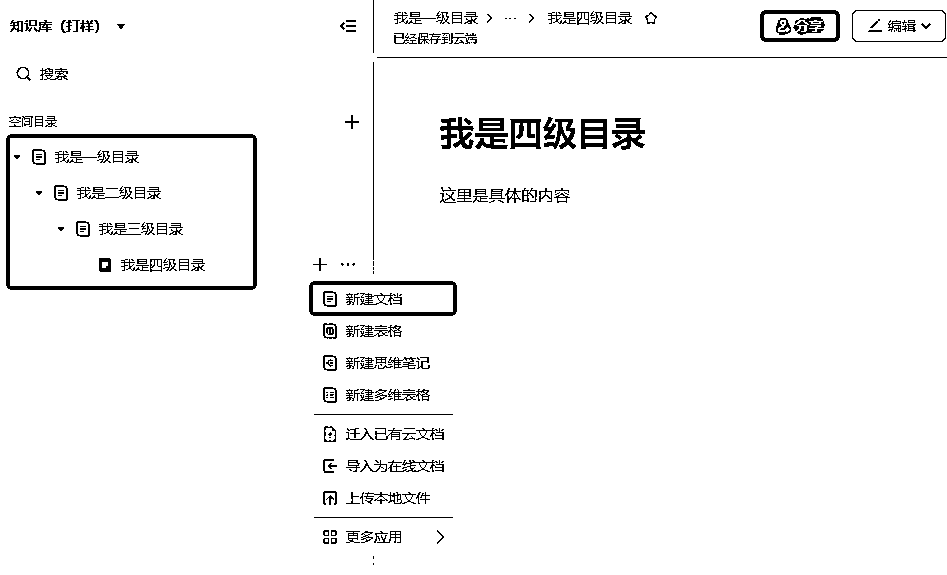 知识库（打样）
我是一级目录 > ··· > 我是四级目录
已经保存到云端
分享
编辑
搜索
空间目录
我是一级目录
我是二级目录
我是三级目录
我是四级目录
我是四级目录
这里是具体的内容
新建文档
新建表格
新建思维笔记
新建多维表格
迁入已有云文档
导入为在线文档
上传本地文件
更多应用